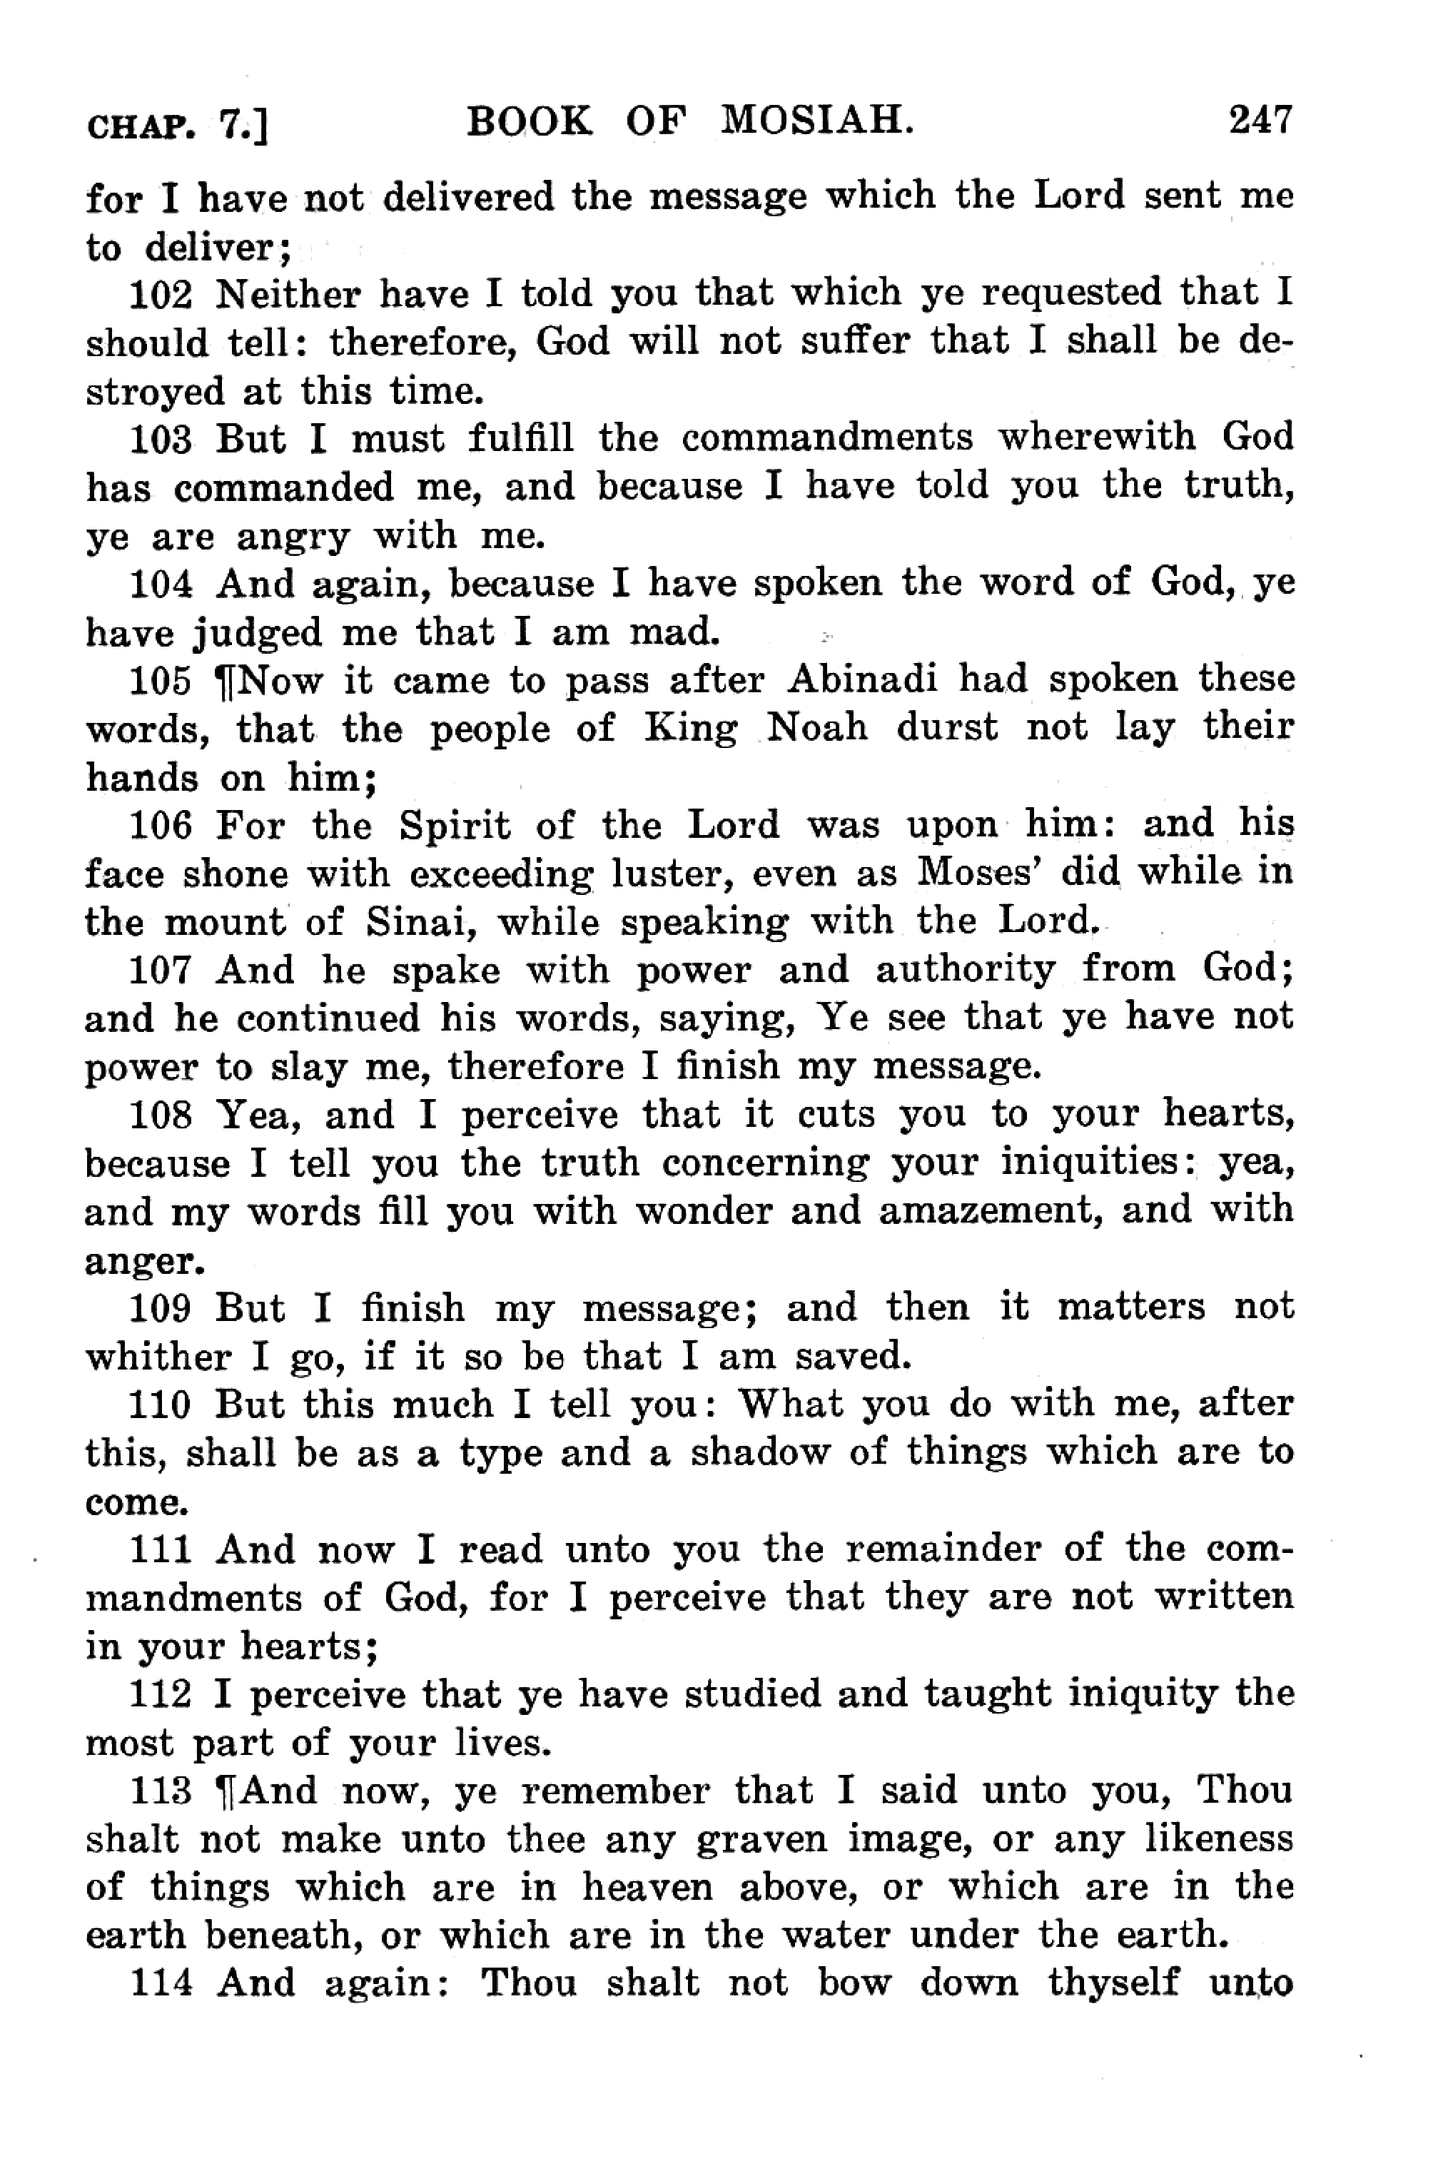 CHAP. 7.] BOOK OF MOSIAH. 247
for I have not delivered the message which the Lord sent me
to deliver;
102 Neither have I told you that which ye requested that I
should tell: therefore, God will not suffer that I shall be de-
stroyed at this time.
103 But I must fulfill the commandments wherewith God
has commanded me, and because I have told you the truth,
ye are angry with me.
104 And again, because I have spoken the word of God, ye
have judged me that I am mad.
105 ¶Now it came to pass after Abinadi had spoken these
words, that the people of King Noah durst not lay their
hands on him;
106 For the Spirit of the Lord was upon him: and his
face shone with exceeding luster, even as Moses’ did while in
the mount of Sinai, while speaking with the Lord.
107 And he spake with power and authority from God;
and he continued his words, saying, Ye see that ye have not
power to slay me, therefore I finish my message.
108 Yea, and I perceive that it cuts you to your hearts,
because I tell you the truth concerning your iniquities: yea,
and my words fill you with wonder and amazement, and with
anger.
109 But I finish my message; and then it matters not
whither I go, if it so be that I am saved.
110 But this much I tell you: What you do with me, after
this, shall be as a type and a shadow of things which are to
come.
111 And now I read unto you the remainder of the com-
mandments of God, for I perceive that they are not written
in your hearts;
112 I perceive that ye have studied and taught iniquity the
most part of your lives.
113 ¶And now, ye remember that I said unto you, Thou
shalt not make unto thee any graven image, or any likeness
of things which are in heaven above, or which are in the
earth beneath, or which are in the water under the earth.
114 And again: Thou shalt not bow down thyself unto